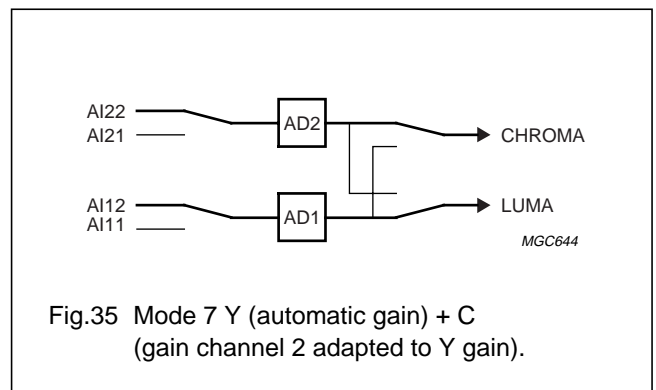 AI22
AI21
AD2
CHROMA
AI12
AI11
AD1
LUMA
MGC644
Fig.35 Mode 7 Y (automatic gain) + C
(gain channel 2 adapted to Y gain).